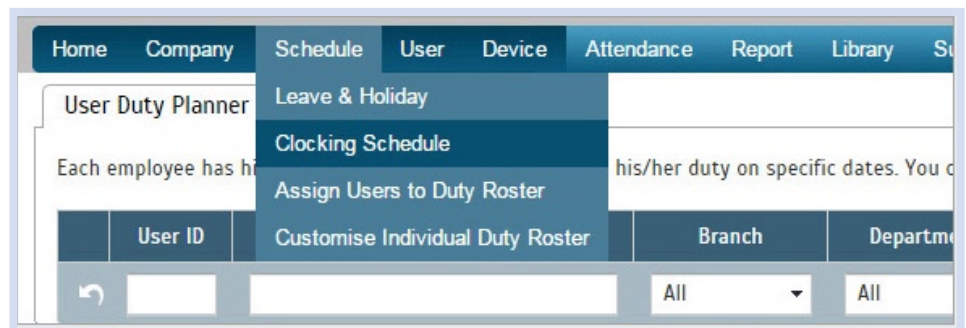 Home Company Schedule User Device Attendance Report Library
User Duty Planner
Leave & Holiday
Clocking Schedule
Each employee has his/her duty on specific dates. You
Assign Users to Duty Roster
User ID Branch
Customise Individual Duty Roster
All All